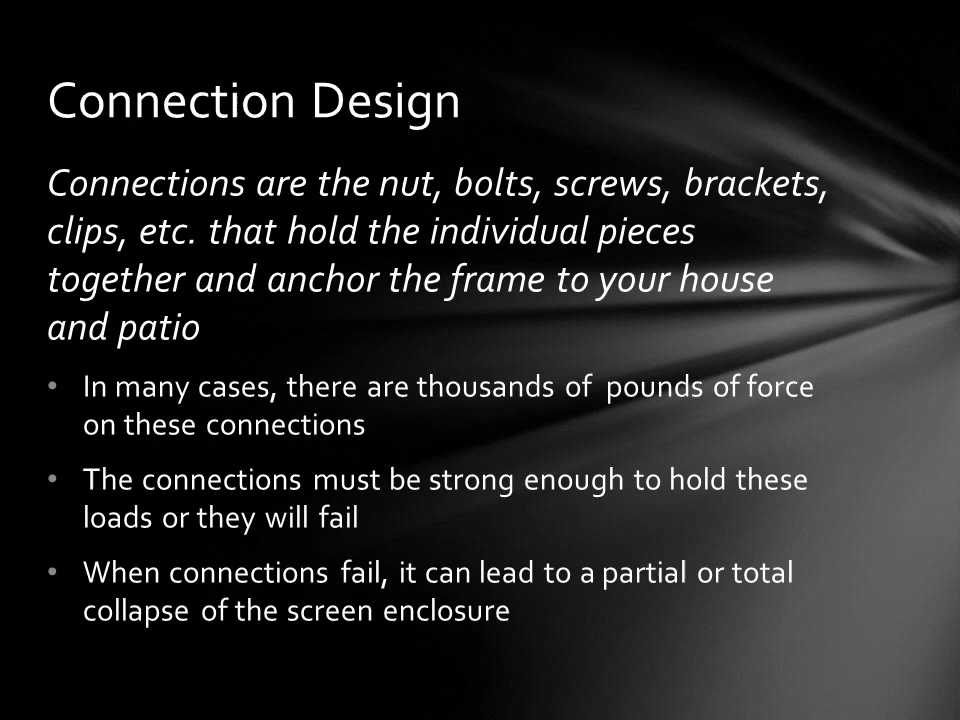 Connection Design
Connections are the nut, bolts, screws, brackets,
clips, etc. that hold the individual pieces
together and anchor the frame to your house
and patio
• In many cases, there are thousands of pounds of force
on these connections
• The connections must be strong enough to hold these
loads or they will fail
• When connections fail, it can lead to a partial or total
collapse of the screen enclosure